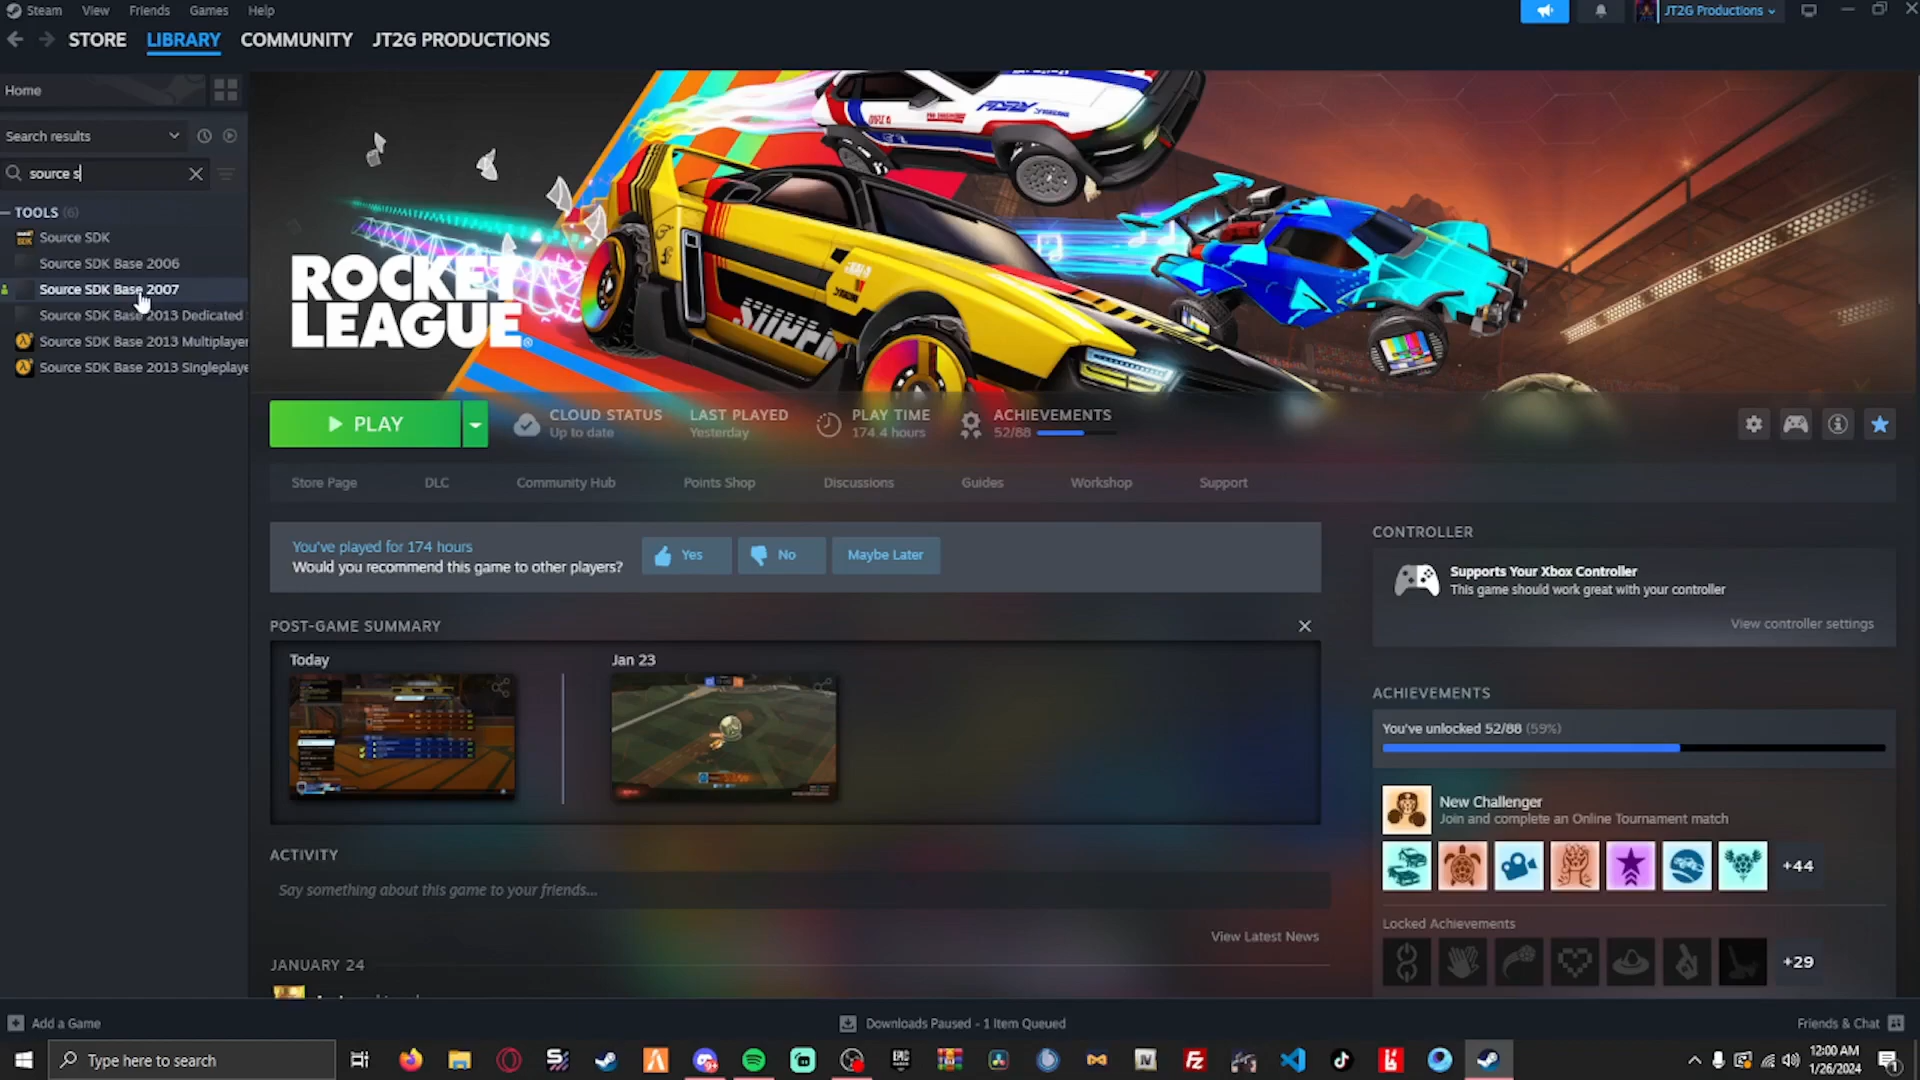 Steam View Friends Games Help
JT2G Productions
STORE LIBRARY COMMUNITY JT2G PRODUCTIONS
Home
Search results
source s
TOOLS (6)
Source SDK
Source SDK Base 2006
Source SDK Base 2007
Source SDK Base 2013 Dedicated
Source SDK Base 2013 Multiplayer
Source SDK Base 2013 Singleplaye
ROCKET
LEAGUE
PLAY
CLOUD STATUS
Up to date
LAST PLAYED
Yesterday
PLAY TIME
174.4 hours
ACHIEVEMENTS
52/88
Store Page DLC Community Hub Points Shop Discussions Guides Workshop Support
You've played for 174 hours
Would you recommend this game to other players?
Yes No Maybe Later
POST-GAME SUMMARY
Today
Jan 23
ACTIVITY
Say something about this game to your friends...
View Latest News
JANUARY 24
CONTROLLER
Supports Your Xbox Controller
This game should work great with your controller
View controller settings
ACHIEVEMENTS
You've unlocked 52/88 (59%)
New Challenger
Join and complete an Online Tournament match
+44
Locked Achievements
+29
Add a Game
Downloads Paused - 1 Item Queued
Friends & Chat
Type here to search
12:00 AM
1/26/2024